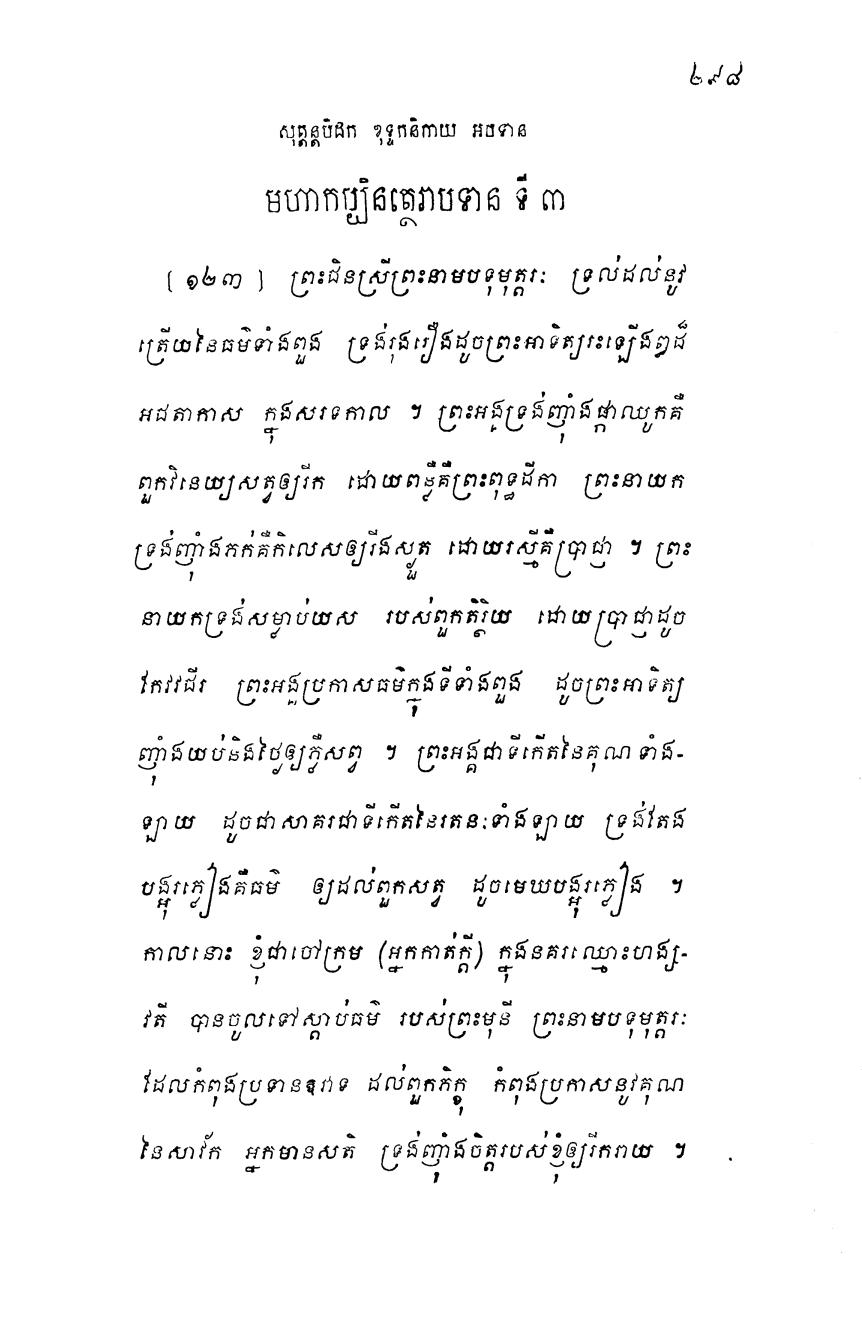 ២៩៨
សុត្តន្តបិដក ខុទ្ទកនិកាយ អបទាន
មហាកប្បិនត្ថេរាបទាន ទី ៣
[១២៣] ព្រះជិនស្រីព្រះនាមបទុមុត្តរៈ ទ្រល់ដល់នូវ
ត្រើយនៃធម៌ទាំងពួង ទ្រង់រុងរឿងដូចព្រះអាទិត្យរះឡើងឰដ៏
អជតាកាស ក្នុងសរទកាល ។ ព្រះអង្គទ្រង់ញ៉ាំងផ្កាឈូកគឺ
ពួកវិនេយ្យសត្វឲ្យរីក ដោយពន្លឺគឺព្រះពុទ្ធដីកា ព្រះនាយក
ទ្រង់ញ៉ាំងភក់គឺកិលេសឲ្យរីងស្ងួត ដោយរស្មីគឺប្រាជ្ញា ។ ព្រះ
នាយកទ្រង់សម្លាប់យស របស់ពួកតិរ្ថិយ ដោយប្រាជ្ញាដូច
កែវវជីរ ព្រះអង្គប្រកាសធម៌ក្នុងទីទាំងពួង ដូចព្រះអាទិត្យ
ញ៉ាំងយប់និងថ្ងៃឲ្យភ្លឺសព្វ ។ ព្រះអង្គជាទីកើតនៃគុណទាំង-
ឡាយ ដូចជាសាគរជាទីកើតនៃរតនៈទាំងឡាយ ទ្រង់តែង
បង្អុរភ្លៀងគឺធម៌ ឲ្យដល់ពួកសត្វ ដូចមេឃបង្អុរភ្លៀង ។
កាលនោះ ខ្ញុំជាចៅក្រម (អ្នកកាត់ក្តី) ក្នុងនគរឈ្មោះហង្ស-
វតី បានចូលទៅស្តាប់ធម៌ របស់ព្រះមុនី ព្រះនាមបទុមុត្តរៈ
ដែលកំពុងប្រទានឱវាទ ដល់ពួកភិក្ខុ កំពុងប្រកាសនូវគុណ
នៃសាវ័ក អ្នកមានសតិ ទ្រង់ញ៉ាំងចិត្តរបស់ខ្ញុំឲ្យរីករាយ ។